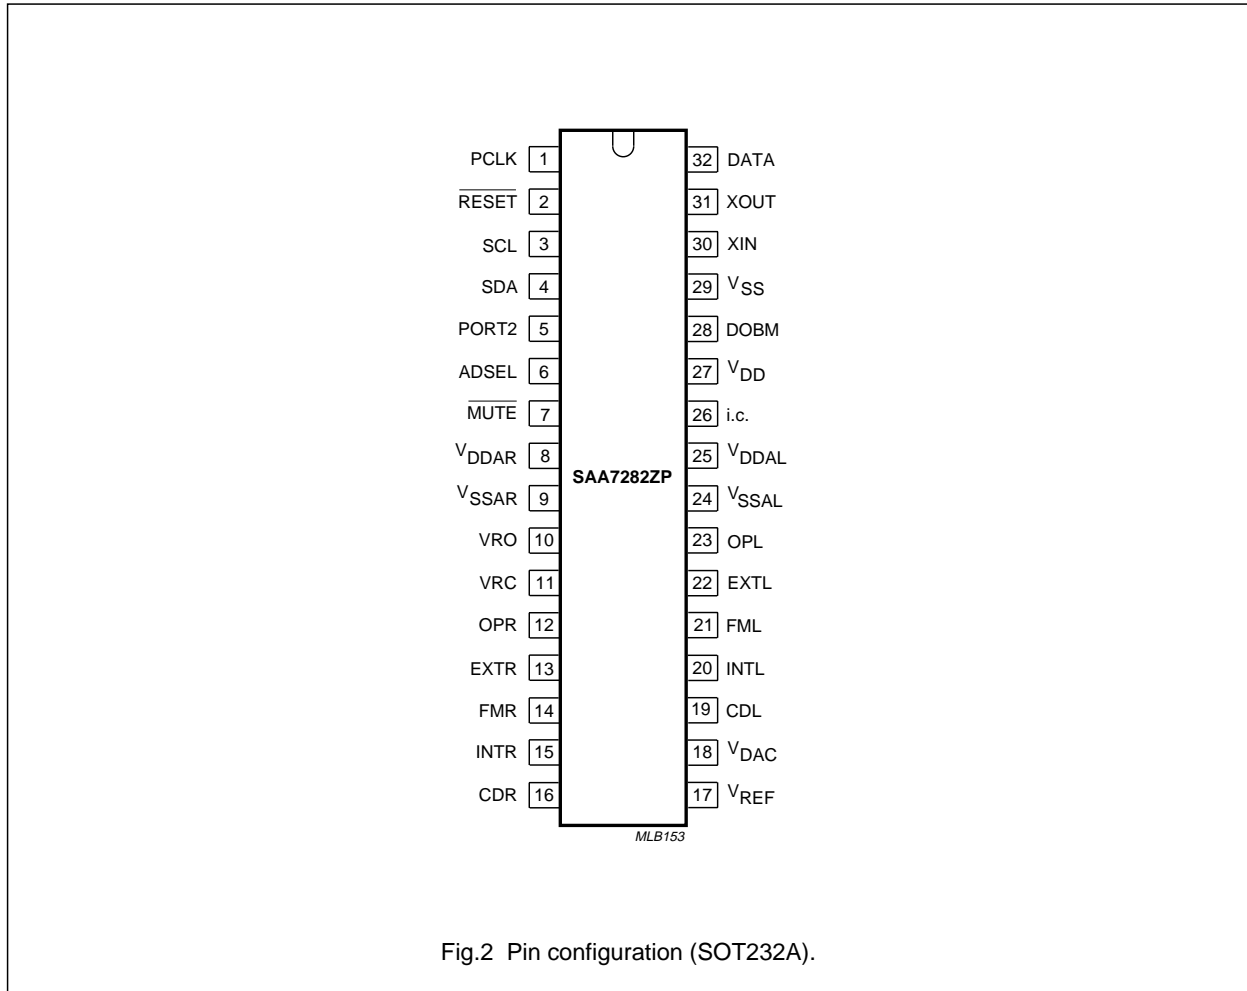 PCLK 1 32 DATA
RESET 2 31 XOUT
SCL 3 30 XIN
SDA 4 29 VSS
PORT2 5 28 DOBM
ADSEL 6 27 VDD
MUTE 7 26 i.c.
VDDAR 8 25 VDDAL
SAA7282ZP
VSSAR 9 24 VSSAL
VRO 10 23 OPL
VRC 11 22 EXTL
OPR 12 21 FML
EXTR 13 20 INTL
FMR 14 19 CDL
INTR 15 18 VDAC
CDR 16 17 VREF
MLB153
Fig.2 Pin configuration (SOT232A).